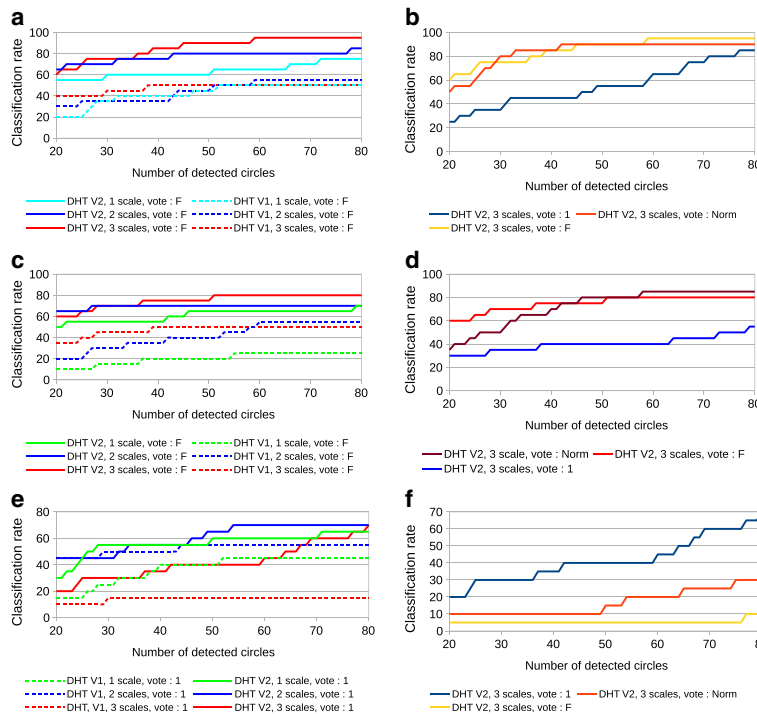 a
100
80
60
40
20
0
Classification rate
20 30 40 50 60 70 80
Number of detected circles
DHT V2, 1 scale, vote : F DHT V1, 1 scale, vote : F
DHT V2, 2 scales, vote : F DHT V1, 2 scales, vote : F
DHT V2, 3 scales, vote : F DHT V1, 3 scales, vote : F
b
100
80
60
40
20
0
Classification rate
20 30 40 50 60 70 80
Number of detected circles
DHT V2, 3 scales, vote : 1 DHT V2, 3 scales, vote : Norm
DHT V2, 3 scales, vote : F
c
100
80
60
40
20
0
Classification rate
20 30 40 50 60 70 80
Number of detected circles
DHT V2, 1 scale, vote : F DHT V1, 1 scale, vote : F
DHT V2, 2 scales, vote : F DHT V1, 2 scales, vote : F
DHT V2, 3 scales, vote : F DHT V1, 3 scales, vote : F
d
100
80
60
40
20
0
Classification rate
20 30 40 50 60 70 80
Number of detected circles
DHT V2, 3 scale, vote : Norm DHT V2, 3 scales, vote : F
DHT V2, 3 scales, vote : 1
e
80
60
40
20
0
Classification rate
20 30 40 50 60 70 80
Number of detected circles
DHT V1, 1 scale, vote : 1 DHT V2, 1 scale, vote : 1
DHT V1, 2 scales, vote : 1 DHT V2, 2 scales, vote : 1
DHT, V1, 3 scales, vote : 1 DHT V2, 3 scales, vote : 1
f
70
60
50
40
30
20
10
0
Classification rate
20 30 40 50 60 70 80
Number of detected circles
DHT V2, 3 scales, vote : 1 DHT V2, 3 scales, vote : Norm
DHT V2, 3 scales, vote : F